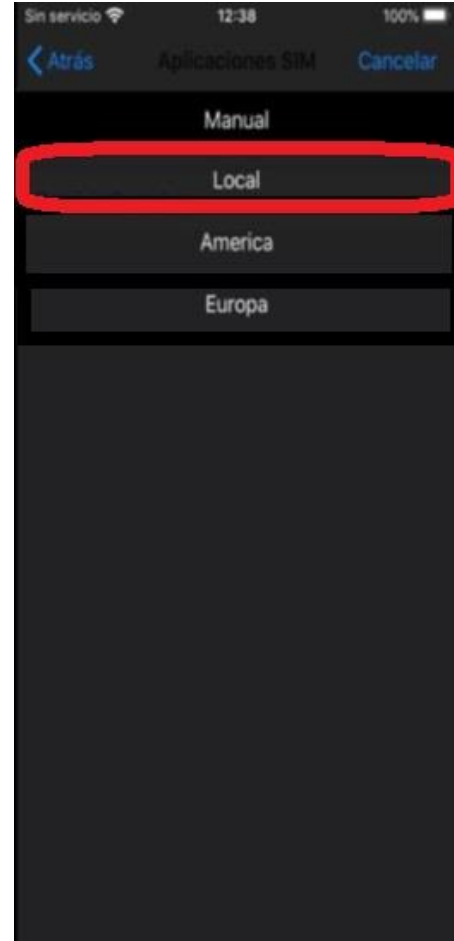 Sin servicio 12:38 100%
Atrás Aplicaciones SIM Cancelar
Manual
Local
America
Europa